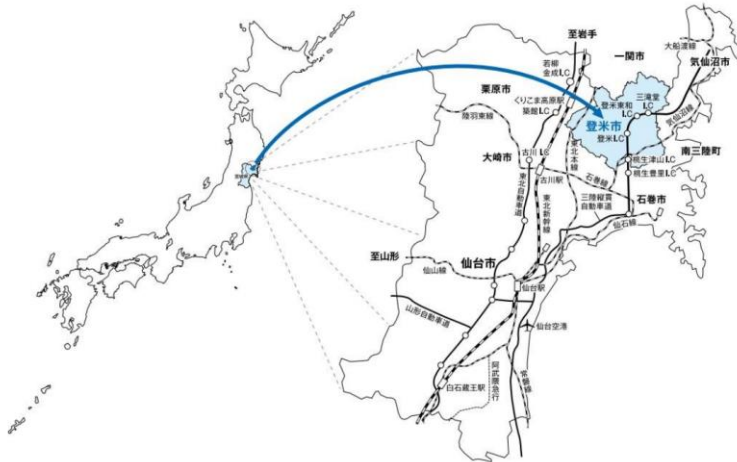 至岩手
一関市
大船渡線
気仙沼市
若柳
金成I.C
栗原市
くりこま高原駅
築館I.C
三滝堂
I.C
登米東和
I.C
登米市
登米I.C
気仙沼線
陸羽東線
東北本線
南三陸町
古川I.C
大崎市
古川駅
石巻線
桃生津山I.C
桃生豊里I.C
東北自動車道
東北新幹線
三陸縦貫
自動車道
石巻市
仙石線
至山形
仙台市
仙山線
仙台駅
山形自動車道
仙台空港
白石蔵王駅
阿武隈急行
常磐線